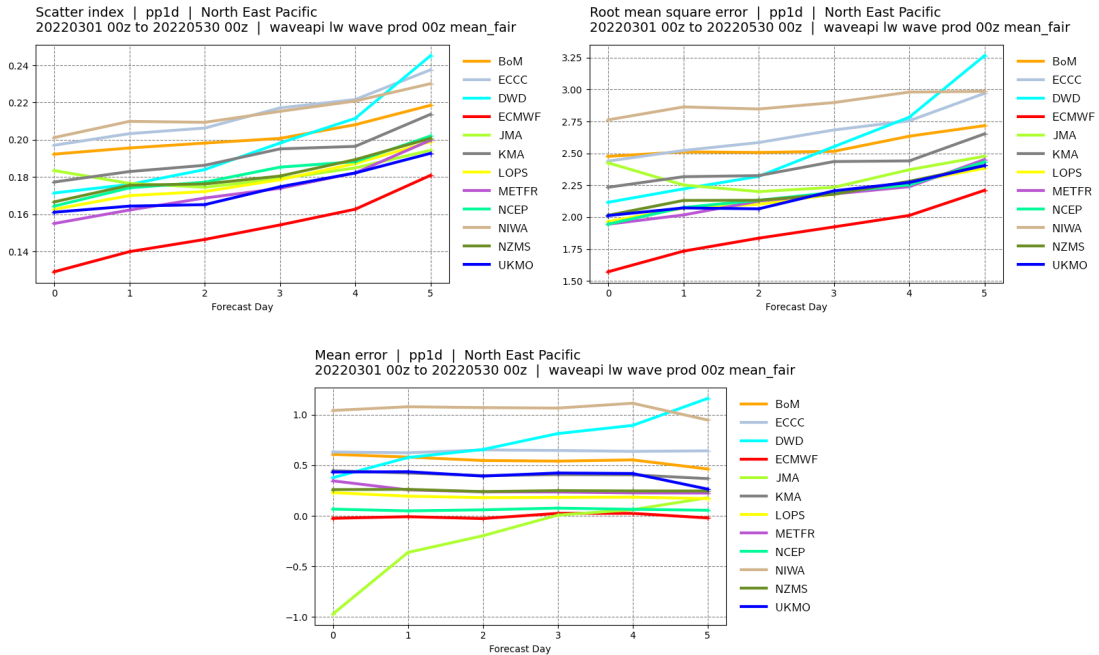 Scatter index | pp1d | North East Pacific
20220301 00z to 20220530 00z | waveapi lw wave prod 00z mean_fair
0.24
0.22
0.20
0.18
0.16
0.14
0 1 2 3 4 5
Forecast Day
BoM
ECCC
DWD
ECMWF
JMA
KMA
LOPS
METFR
NCEP
NIWA
NZMS
UKMO
Root mean square error | pp1d | North East Pacific
20220301 00z to 20220530 00z | waveapi lw wave prod 00z mean_fair
3.25
3.00
2.75
2.50
2.25
2.00
1.75
1.50
0 1 2 3 4 5
Forecast Day
BoM
ECCC
DWD
ECMWF
JMA
KMA
LOPS
METFR
NCEP
NIWA
NZMS
UKMO
Mean error | pp1d | North East Pacific
20220301 00z to 20220530 00z | waveapi lw wave prod 00z mean_fair
1.0
0.5
0.0
−0.5
−1.0
0 1 2 3 4 5
Forecast Day
BoM
ECCC
DWD
ECMWF
JMA
KMA
LOPS
METFR
NCEP
NIWA
NZMS
UKMO